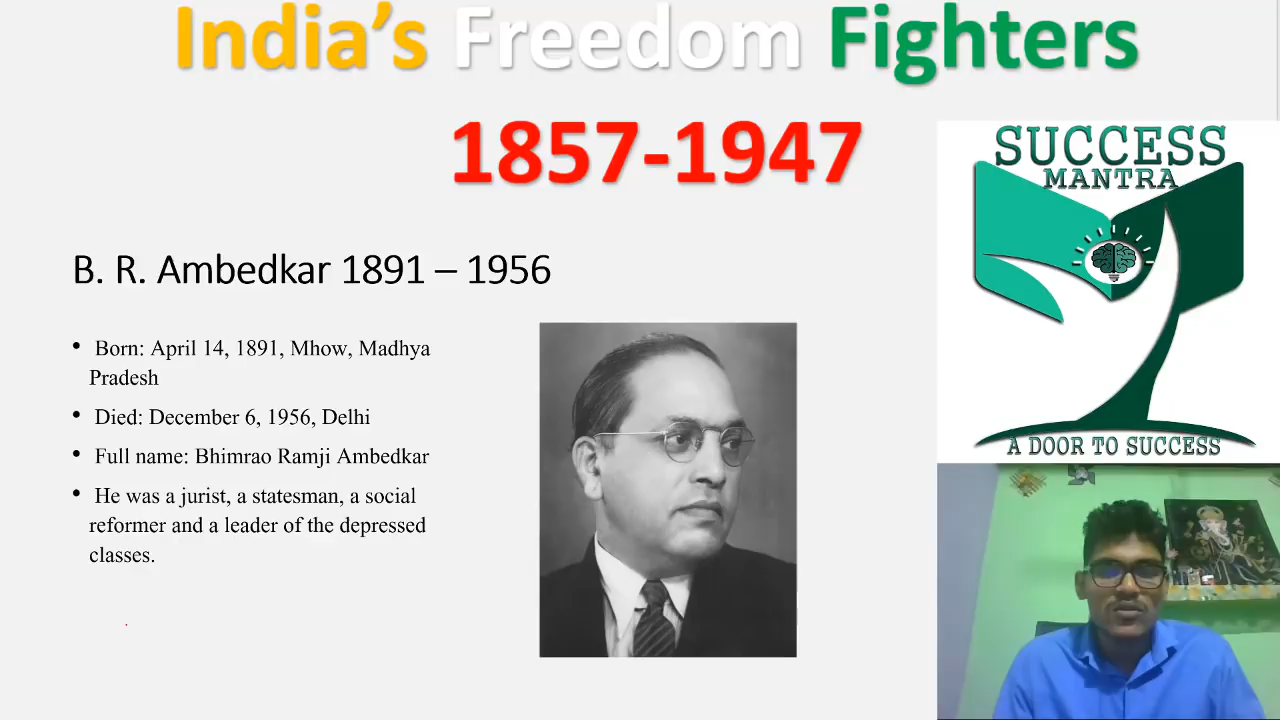 India's Freedom Fighters
1857-1947
SUCCESS
MANTRA
B. R. Ambedkar 1891 – 1956
• Born: April 14, 1891, Mhow, Madhya
Pradesh
• Died: December 6, 1956, Delhi
• Full name: Bhimrao Ramji Ambedkar
• He was a jurist, a statesman, a social
reformer and a leader of the depressed
classes.
A DOOR TO SUCCESS